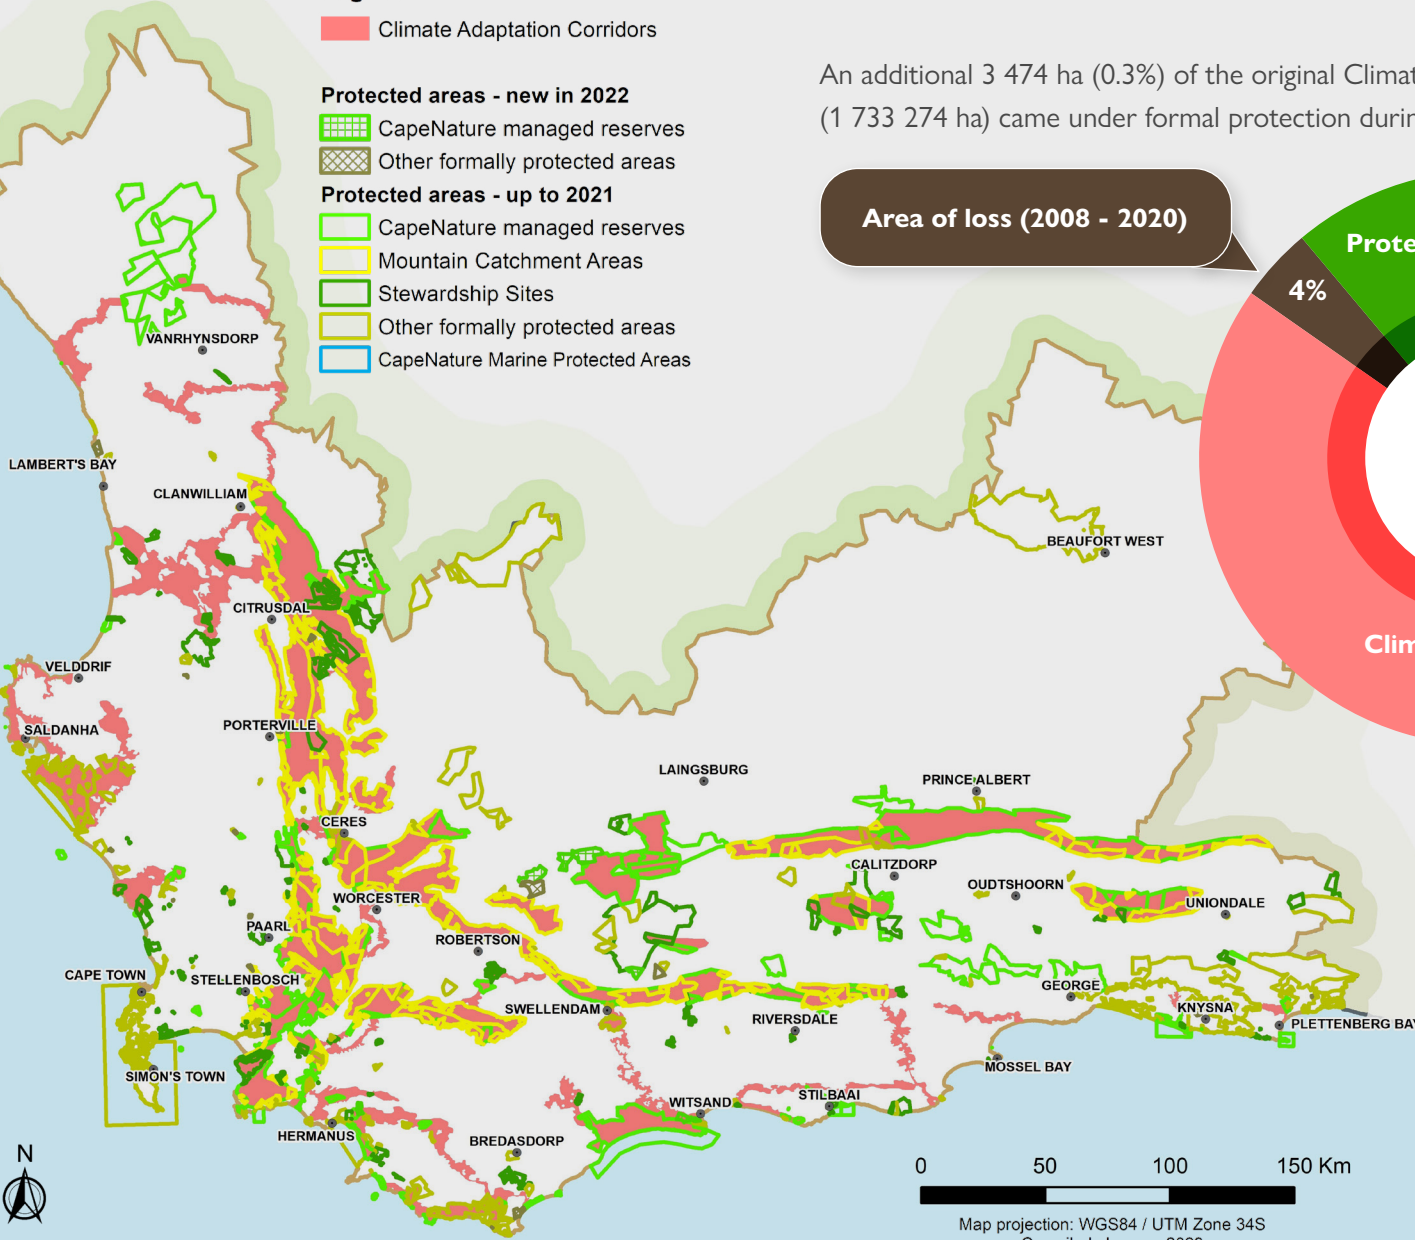 Climate Adaptation Corridors
Protected areas - new in 2022
CapeNature managed reserves
Other formally protected areas
Protected areas - up to 2021
CapeNature managed reserves
Mountain Catchment Areas
Stewardship Sites
Other formally protected areas
CapeNature Marine Protected Areas
An additional 3 474 ha (0.3%) of the original Climat
(1 733 274 ha) came under formal protection durin
Area of loss (2008 - 2020)
Prote
4%
Clim
VANRHYNSDORP
LAMBERT'S BAY
CLANWILLIAM
BEAUFORT WEST
CITRUSDAL
VELDDRIF
SALDANHA
PORTERVILLE
LAINGSBURG
PRINCE ALBERT
CERES
CALITZDORP
OUDTSHOORN
WORCESTER
UNIONDALE
PAARL
ROBERTSON
CAPE TOWN
STELLENBOSCH
GEORGE
SWELLENDAM
KNYSNA
RIVERSDALE
PLETTENBERG BAY
MOSSEL BAY
SIMON'S TOWN
STILBAAI
WITSAND
HERMANUS
BREDASDORP
N
0 50 100 150 Km
Map projection: WGS84 / UTM Zone 34S